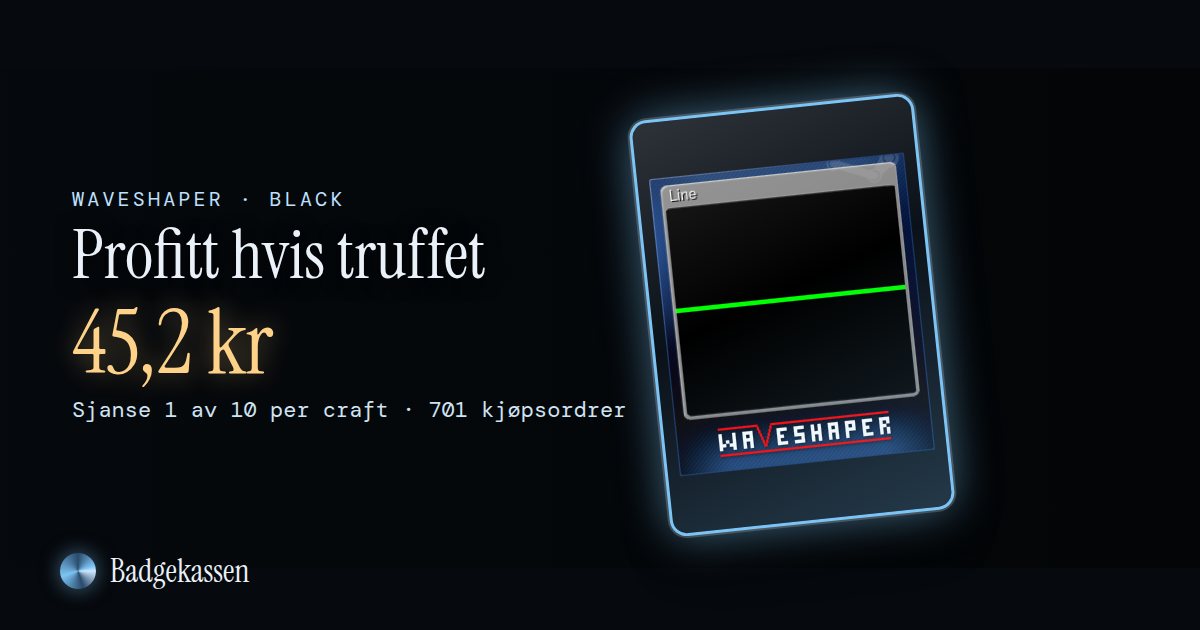 WAVESHAPER · BLACK
Profitt hvis truffet
45,2 kr
Sjanse 1 av 10 per craft · 701 kjøpsordrer
Line
WAVESHAPER
Badgekassen